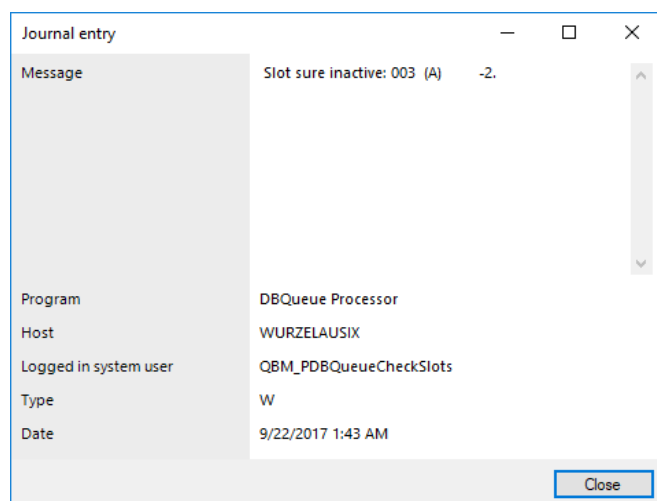 Journal entry
Message Slot sure inactive: 003 (A) -2.
Program DBQueue Processor
Host WURZELAUSIX
Logged in system user QBM_PDBQueueCheckSlots
Type W
Date 9/22/2017 1:43 AM
Close